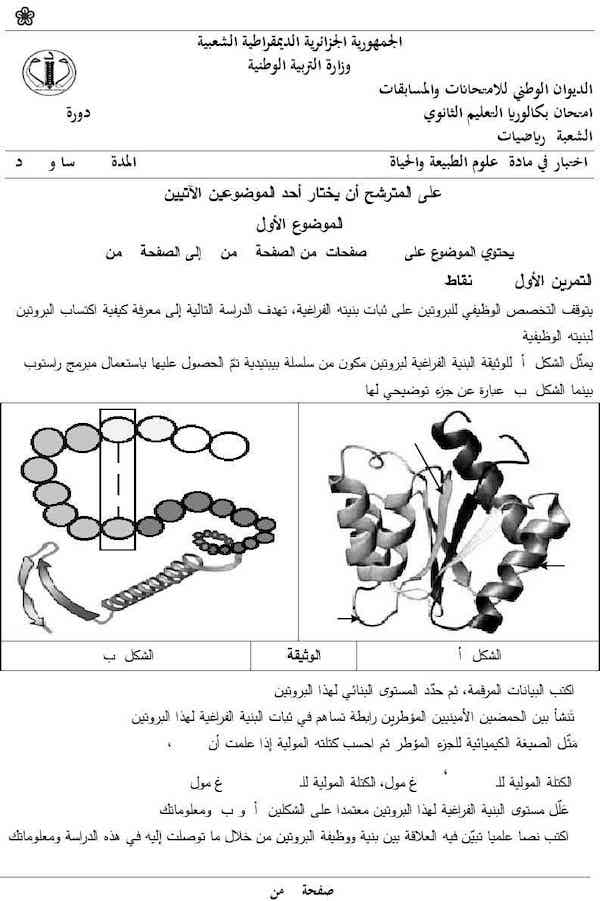 الجمهورية الجزائرية الديمقراطية الشعبية
وزارة التربية الوطنية
الديوان الوطني للامتحانات والمسابقات
امتحان بكالوريا التعليم الثانوي دورة
الشعبة رياضيات
اختبار في مادة علوم الطبيعة والحياة المدة سا و د
على المترشح أن يختار أحد الموضوعين الآتيين
الموضوع الأول
يحتوي الموضوع على صفحات من الصفحة من إلى الصفحة من
التمرين الأول نقاط
يتوقف التخصص الوظيفي للبروتين على ثبات بنيته الفراغية، تهدف الدراسة التالية إلى معرفة كيفية اكتساب البروتين
لبنيته الوظيفية
يمثّل الشكل أ للوثيقة البنية الفراغية لبروتين مكون من سلسلة بيبتيدية تمّ الحصول عليها باستعمال مبرمج راستوب
بينما الشكل ب عبارة عن جزء توضيحي لها
الشكل أ الوثيقة الشكل ب
اكتب البيانات المرقمة، ثم حدّد المستوى البنائي لهذا البروتين
تنشأ بين الحمضين الأمينيين المؤطرين رابطة تساهم في ثبات البنية الفراغية لهذا البروتين
مَثّل الصيغة الكيميائية للجزء المؤطر ثم احسب كتلته المولية إذا علمت أن ،
الكتلة المولية للـ ، غ مول، الكتلة المولية للـ غ مول
علّل مستوى البنية الفراغية لهذا البروتين معتمدا على الشكلين أ و ب ومعلوماتك
اكتب نصا علميا تبيّن فيه العلاقة بين بنية ووظيفة البروتين من خلال ما توصلت إليه في هذه الدراسة ومعلوماتك
صفحة من